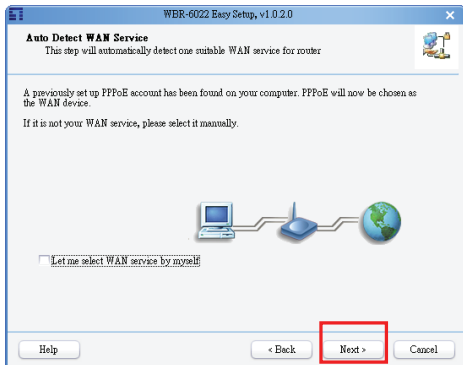 WBR-6022 Easy Setup, v1.0.2.0
Auto Detect WAN Service
This step will automatically detect one suitable WAN service for router
A previously set up PPPoE account has been found on your computer. PPPoE will now be chosen as
the WAN device.
If it is not your WAN service, please select it manually.
Let me select WAN service by myself
Help
< Back
Next >
Cancel